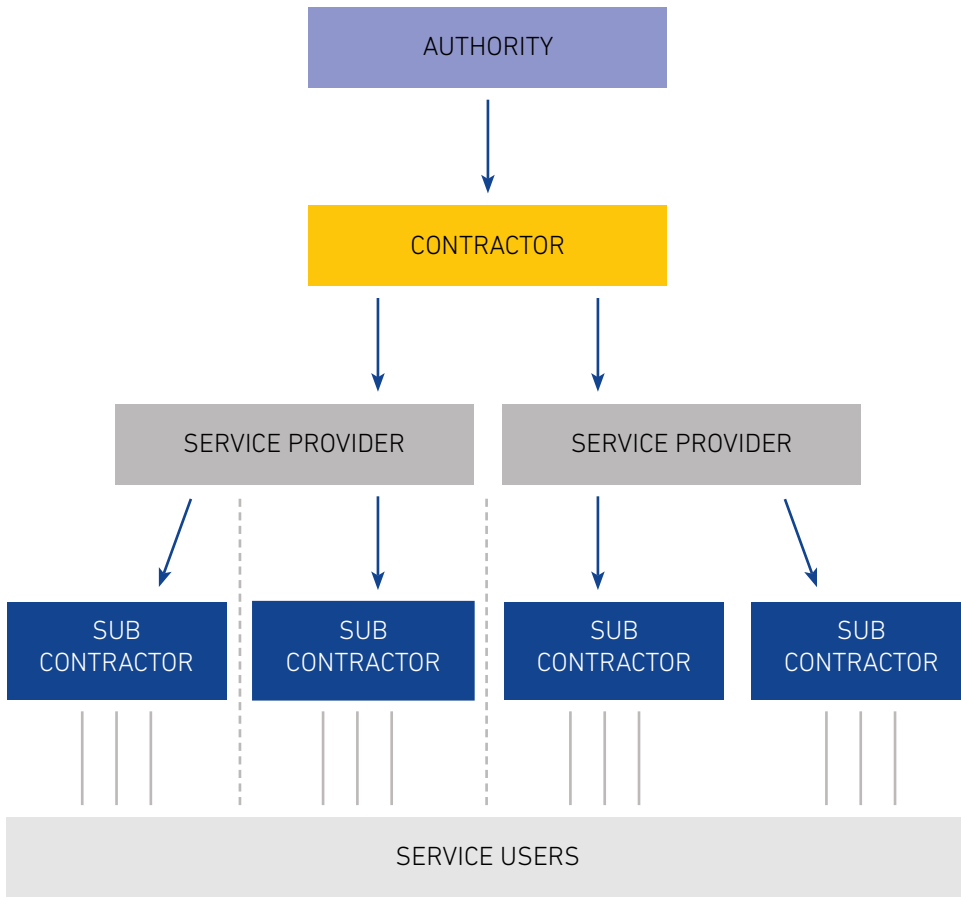 AUTHORITY
CONTRACTOR
SERVICE PROVIDER
SERVICE PROVIDER
SUB
CONTRACTOR
SUB
CONTRACTOR
SUB
CONTRACTOR
SUB
CONTRACTOR
SERVICE USERS